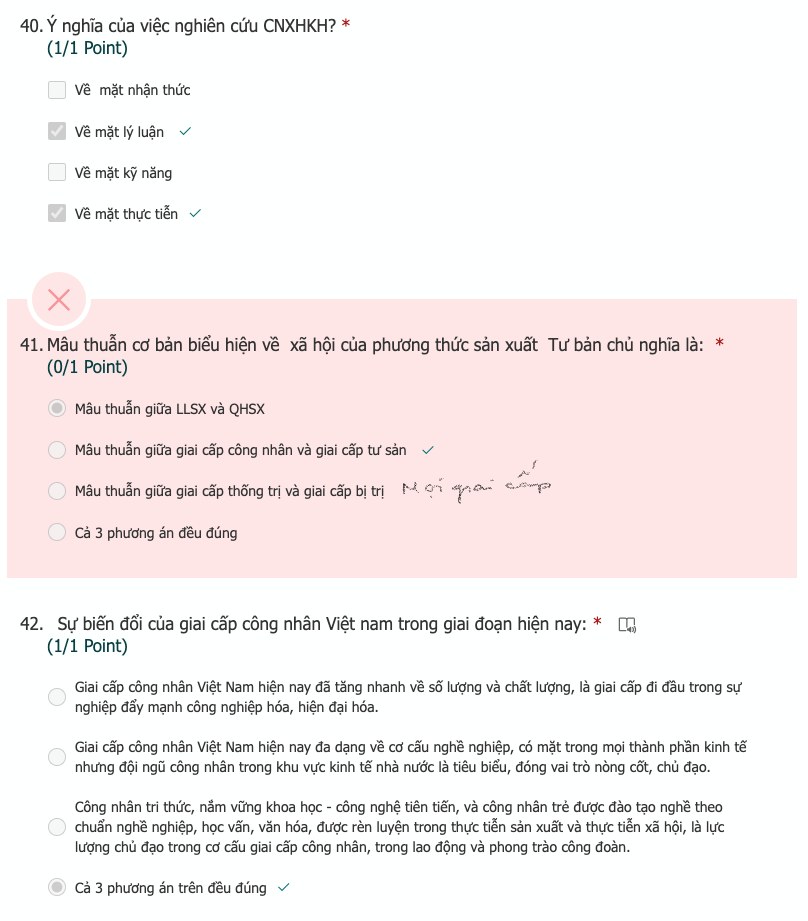 40. Ý nghĩa của việc nghiên cứu CNXHKH? *
(1/1 Point)
Về mặt nhận thức
Về mặt lý luận
Về mặt kỹ năng
Về mặt thực tiễn
41. Mâu thuẫn cơ bản biểu hiện về xã hội của phương thức sản xuất Tư bản chủ nghĩa là: *
(0/1 Point)
Mâu thuẫn giữa LLSX và QHSX
Mâu thuẫn giữa giai cấp công nhân và giai cấp tư sản
Mâu thuẫn giữa giai cấp thống trị và giai cấp bị trị Mọi giai cấp
Cả 3 phương án đều đúng
42. Sự biến đổi của giai cấp công nhân Việt nam trong giai đoạn hiện nay: *
(1/1 Point)
Giai cấp công nhân Việt Nam hiện nay đã tăng nhanh về số lượng và chất lượng, là giai cấp đi đầu trong sự
nghiệp đẩy mạnh công nghiệp hóa, hiện đại hóa.
Giai cấp công nhân Việt Nam hiện nay đa dạng về cơ cấu nghề nghiệp, có mặt trong mọi thành phần kinh tế
nhưng đội ngũ công nhân trong khu vực kinh tế nhà nước là tiêu biểu, đóng vai trò nòng cốt, chủ đạo.
Công nhân tri thức, nắm vững khoa học - công nghệ tiên tiến, và công nhân trẻ được đào tạo nghề theo
chuẩn nghề nghiệp, học vấn, văn hóa, được rèn luyện trong thực tiễn sản xuất và thực tiễn xã hội, là lực
lượng chủ đạo trong cơ cấu giai cấp công nhân, trong lao động và phong trào công đoàn.
Cả 3 phương án trên đều đúng